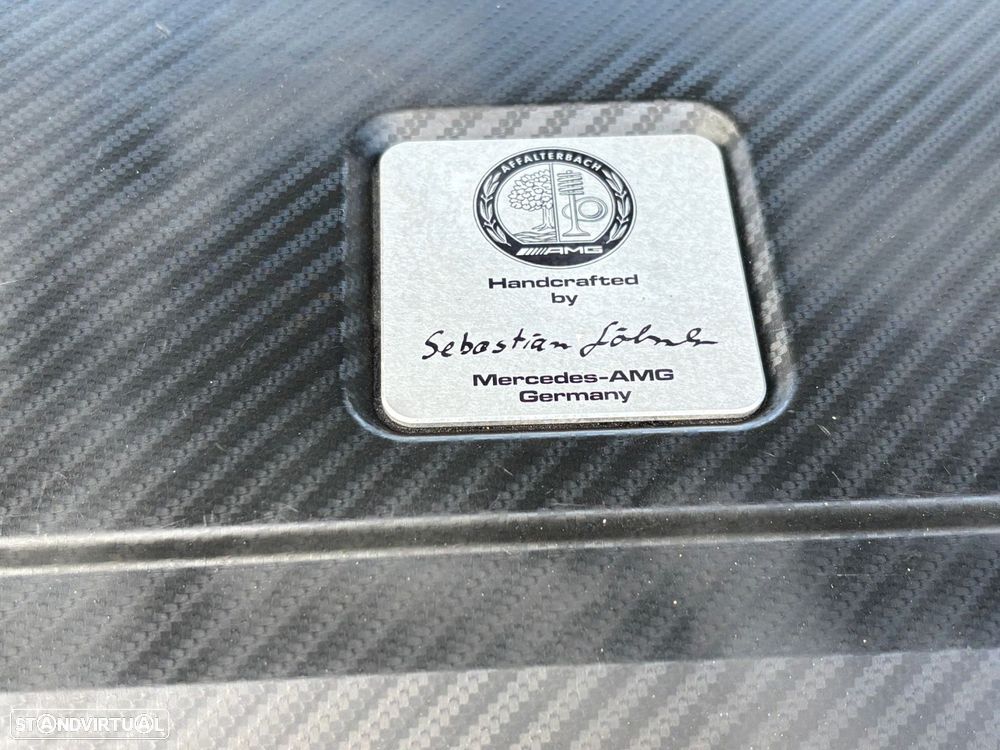 AFFALTERBACH
AMG
Handcrafted
by
Sebastian
Mercedes-AMG
Germany
STANDVIRTUAL